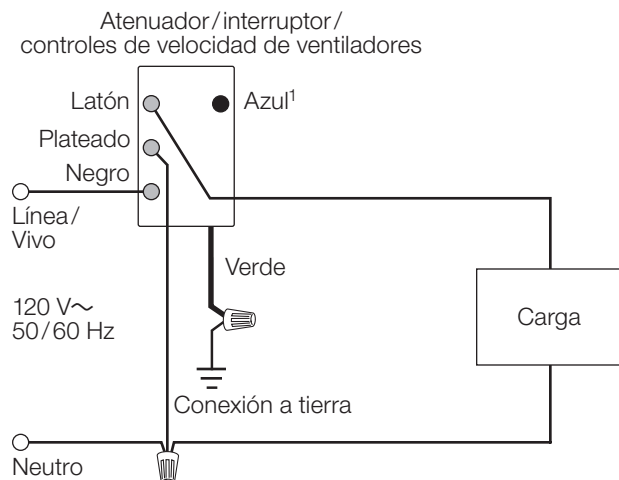 Atenuador/interruptor/
controles de velocidad de ventiladores
Latón
Azul¹
Plateado
Negro
Línea/
Vivo
Verde
120 V~
50/60 Hz
Carga
Conexión a tierra
Neutro